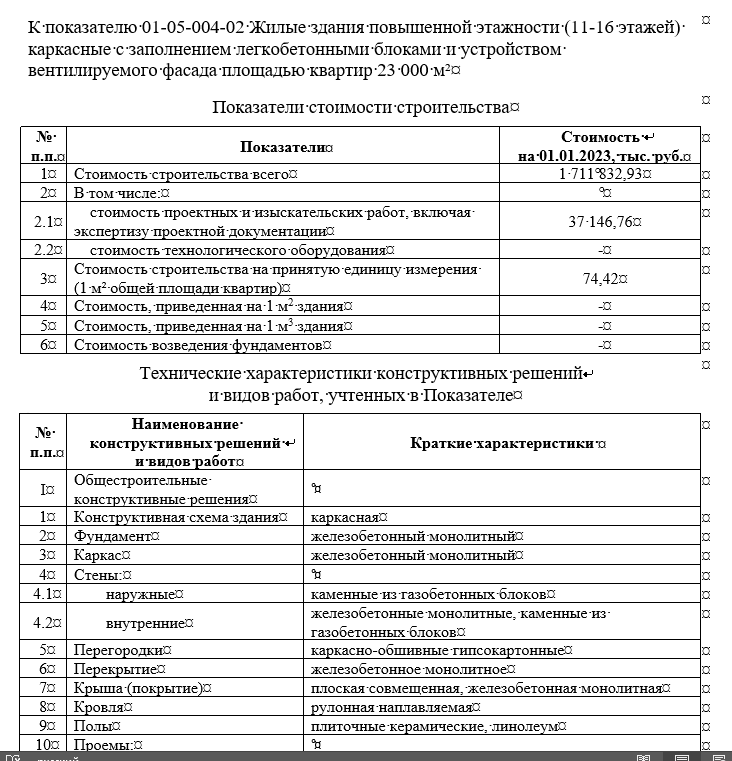 К показателю 01-05-004-02 Жилые здания повышенной этажности (11-16 этажей)
каркасные с заполнением легкобетонными блоками и устройством
вентилируемого фасада площадью квартир 23 000 м²
Показатели стоимости строительства
№ п.п. Показатели Стоимость
на 01.01.2023, тыс. руб.
1 Стоимость строительства всего 1 711 832,93
2 В том числе:
2.1 стоимость проектных и изыскательских работ, включая
экспертизу проектной документации 37 146,76
2.2 стоимость технологического оборудования -
3 Стоимость строительства на принятую единицу измерения
(1 м² общей площади квартир) 74,42
4 Стоимость, приведенная на 1 м² здания -
5 Стоимость, приведенная на 1 м³ здания -
6 Стоимость возведения фундаментов -
Технические характеристики конструктивных решений
и видов работ, учтенных в Показателе
№ п.п. Наименование
конструктивных решений
и видов работ Краткие характеристики
I Общестроительные
конструктивные решения
1 Конструктивная схема здания каркасная
2 Фундамент железобетонный монолитный
3 Каркас железобетонный монолитный
4 Стены:
4.1 наружные каменные из газобетонных блоков
4.2 внутренние железобетонные монолитные, каменные из
газобетонных блоков
5 Перегородки каркасно-обшивные гипсокартонные
6 Перекрытие железобетонное монолитное
7 Крыша (покрытие) плоская совмещенная, железобетонная монолитная
8 Кровля рулонная наплавляемая
9 Полы плиточные керамические, линолеум
10 Проемы: